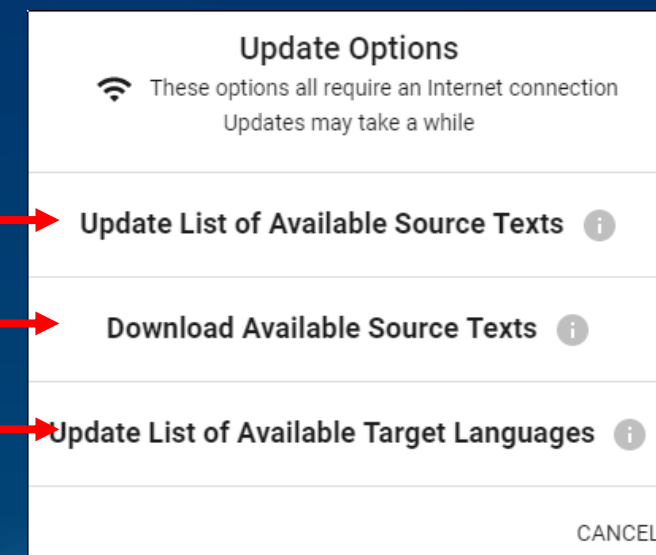 Update Options
These options all require an Internet connection
Updates may take a while
Update List of Available Source Texts
Download Available Source Texts
Update List of Available Target Languages
CANCEL